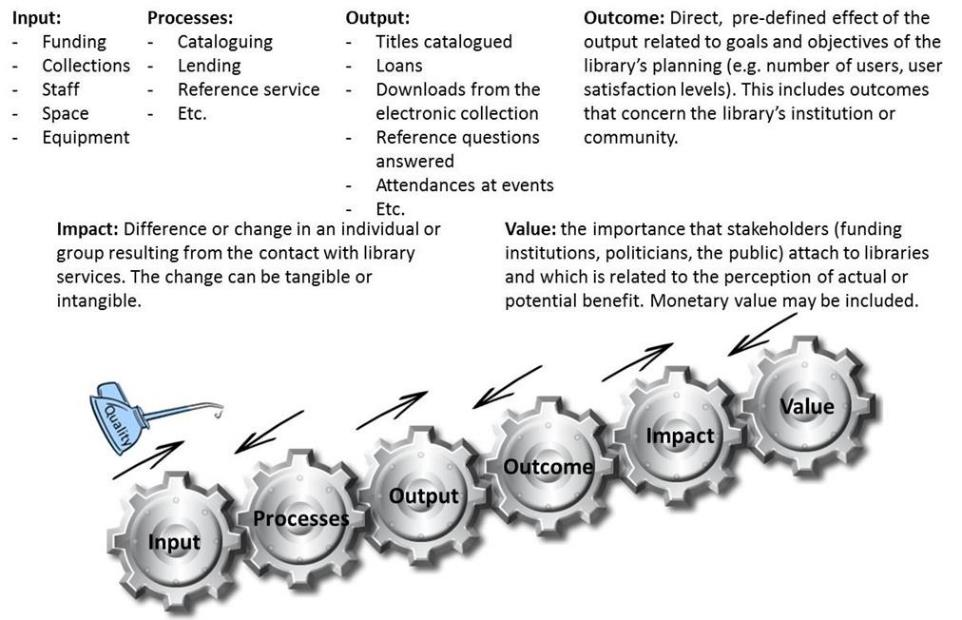 Input:
- Funding
- Collections
- Staff
- Space
- Equipment
Processes:
- Cataloguing
- Lending
- Reference service
- Etc.
Output:
- Titles catalogued
- Loans
- Downloads from the
electronic collection
- Reference questions
answered
- Attendances at events
- Etc.
Outcome: Direct, pre-defined effect of the
output related to goals and objectives of the
library's planning (e.g. number of users, user
satisfaction levels). This includes outcomes
that concern the library's institution or
community.
Impact: Difference or change in an individual or
group resulting from the contact with library
services. The change can be tangible or
intangible.
Value: the importance that stakeholders (funding
institutions, politicians, the public) attach to libraries
and which is related to the perception of actual or
potential benefit. Monetary value may be included.
Quality
Input
Processes
Output
Outcome
Impact
Value